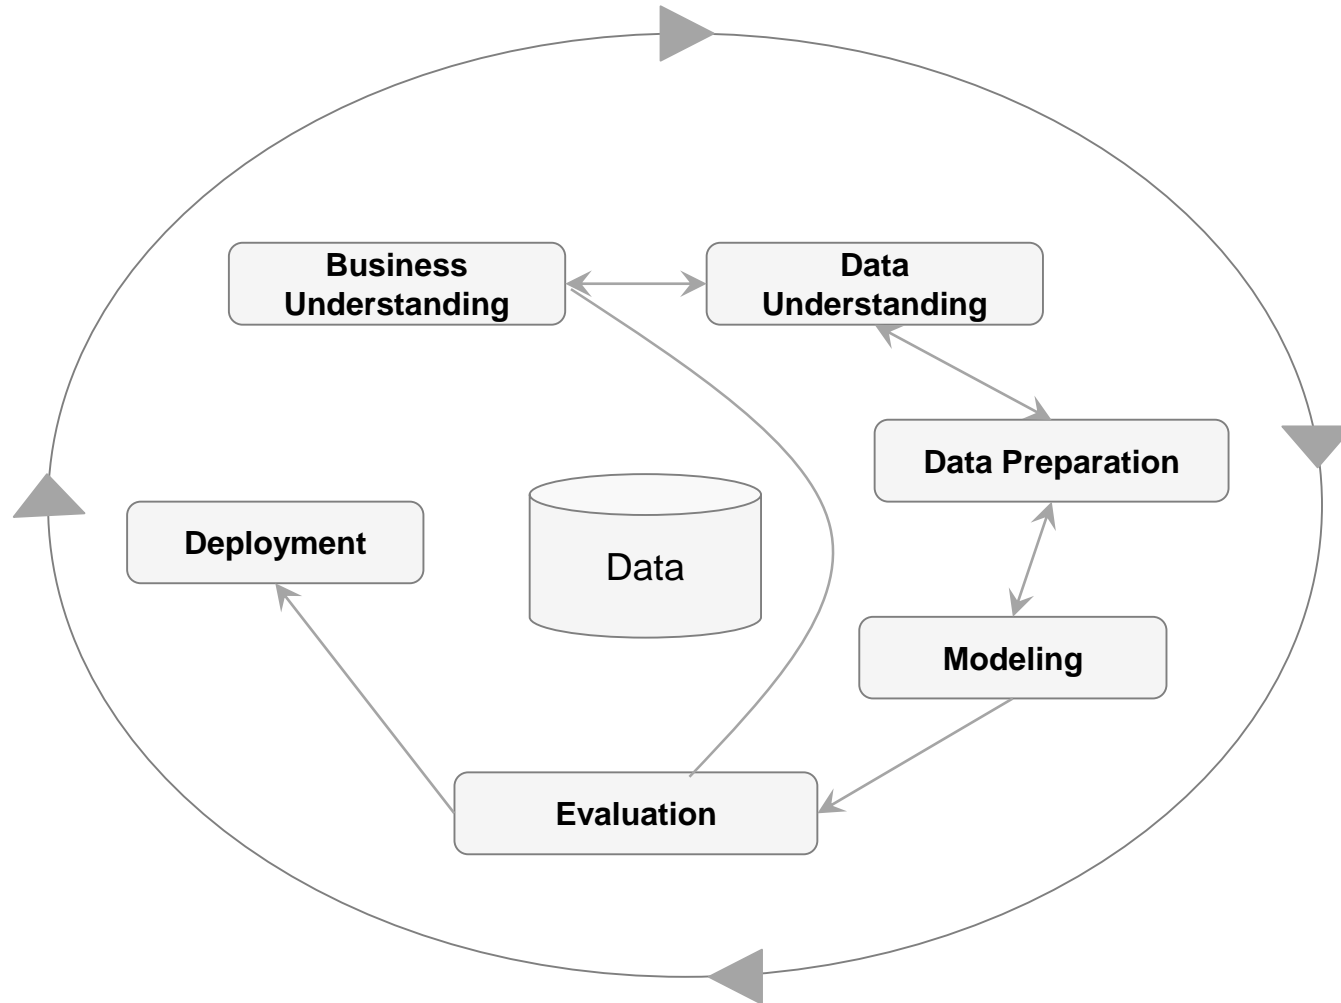 Business
Understanding
Data
Understanding
Data Preparation
Deployment
Data
Modeling
Evaluation